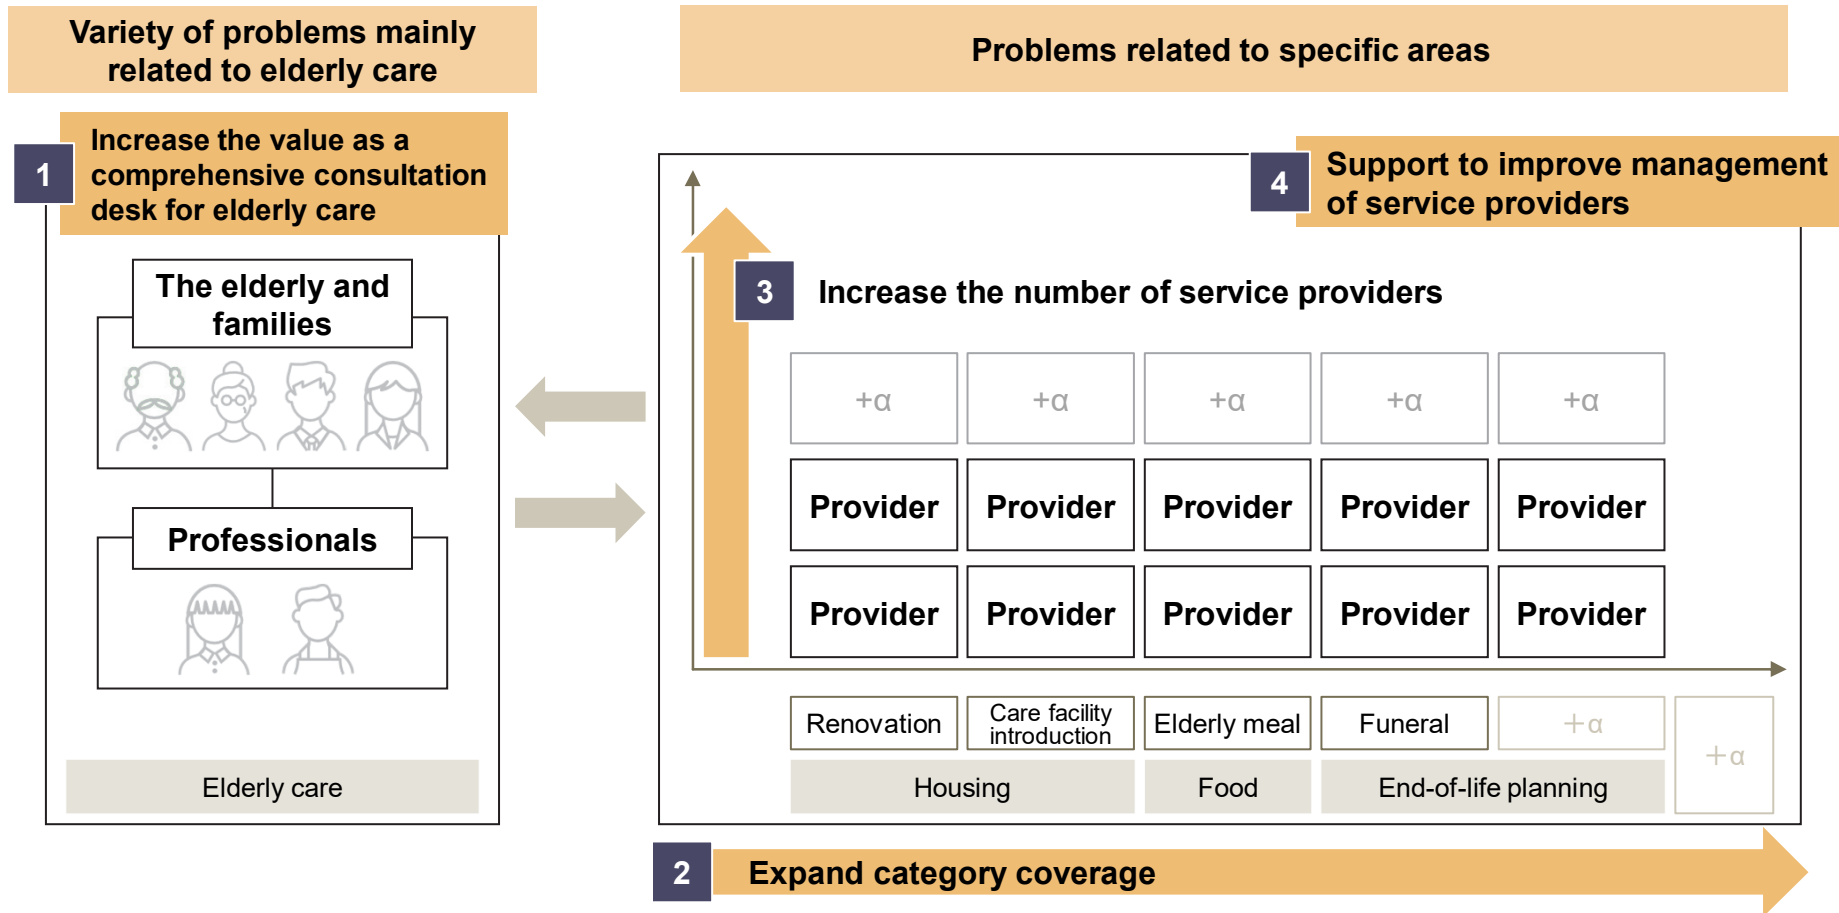 Variety of problems mainly
related to elderly care
Problems related to specific areas
1
Increase the value as a
comprehensive consultation
desk for elderly care
The elderly and
families
Professionals
Elderly care
4
Support to improve management
of service providers
3
Increase the number of service providers
+α +α +α +α +α
Provider Provider Provider Provider Provider
Provider Provider Provider Provider Provider
Renovation
Care facility
introduction
Elderly meal
Funeral
+α
+α
Housing
Food
End-of-life planning
2
Expand category coverage